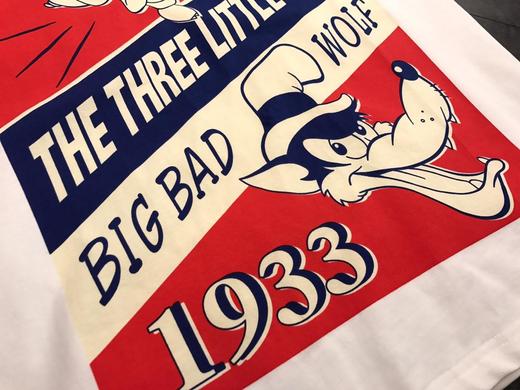 THE THREE LITTLE
BIG BAD WOLF
1933